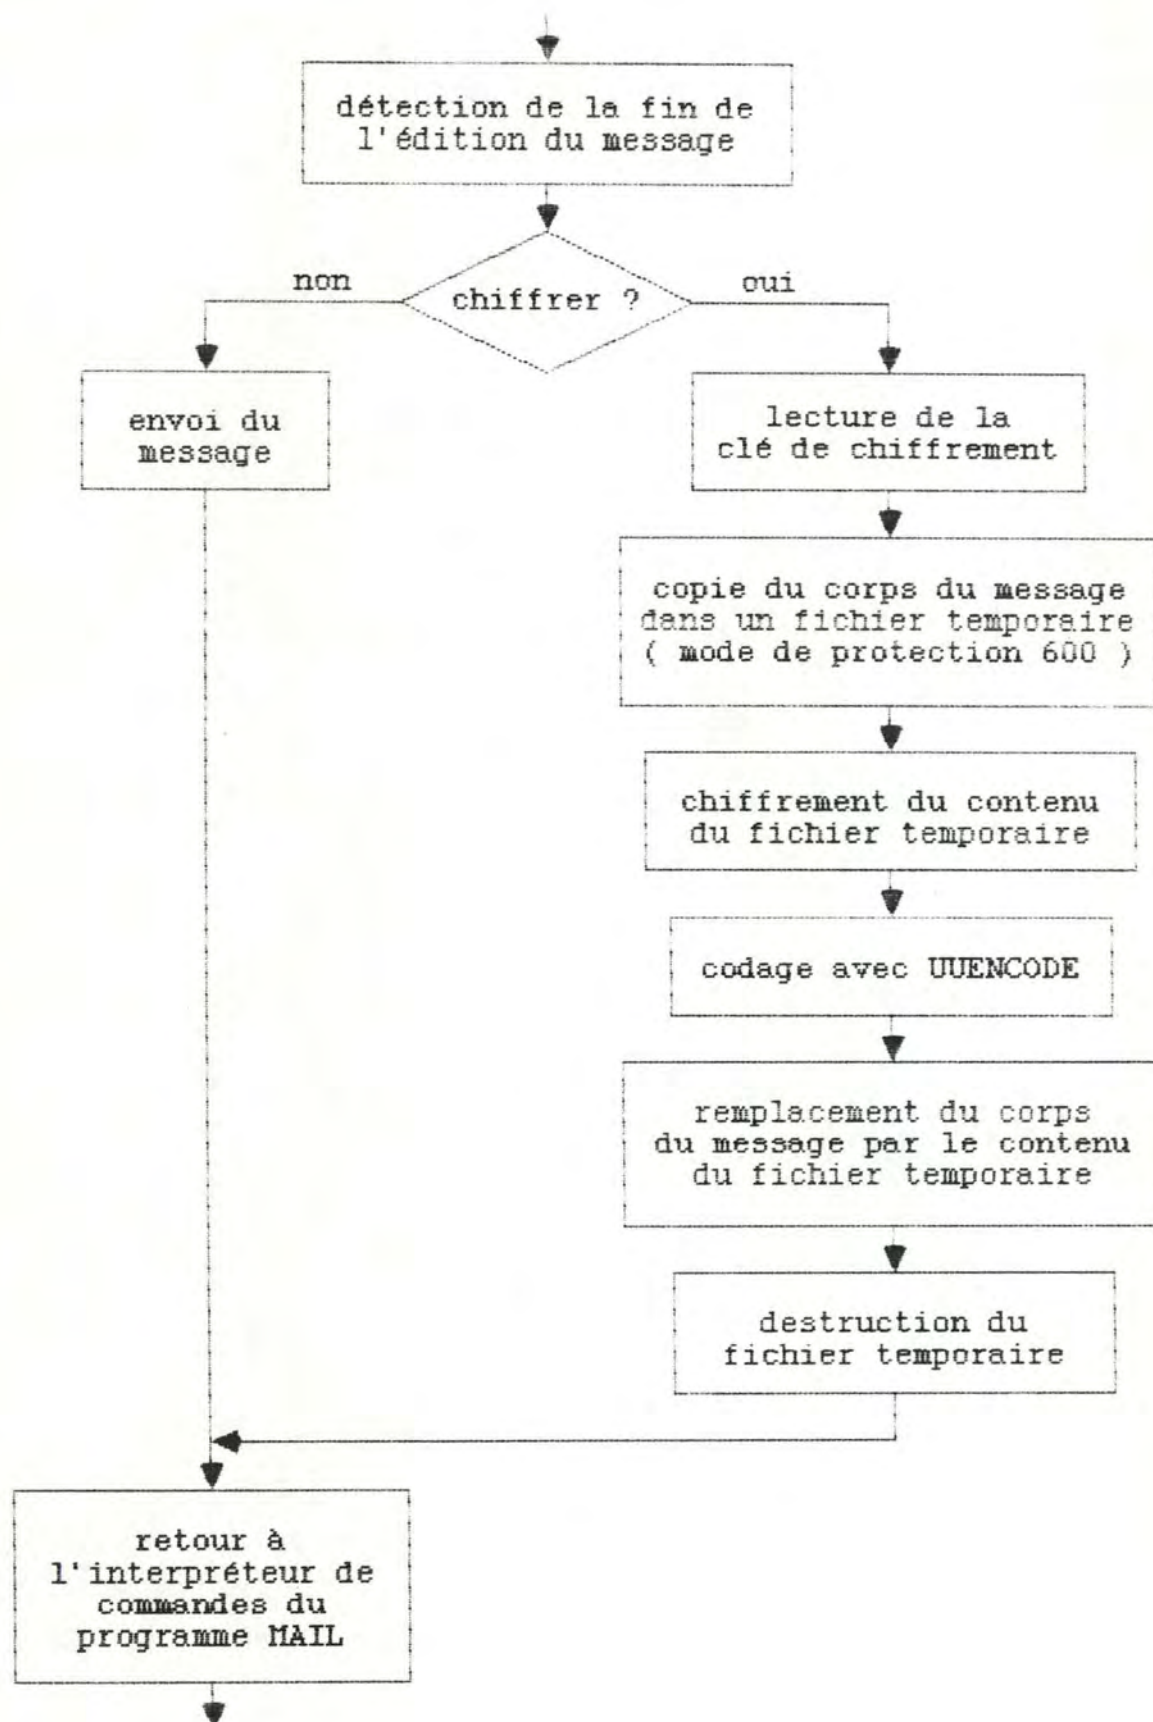 détection de la fin de
l'édition du message
non
chiffrer ?
oui
envoi du
message
lecture de la
clé de chiffrement
copie du corps du message
dans un fichier temporaire
( mode de protection 600 )
chiffrement du contenu
du fichier temporaire
codage avec UUENCODE
remplacement du corps
du message par le contenu
du fichier temporaire
destruction du
fichier temporaire
retour à
l'interpréteur de
commandes du
programme MAIL